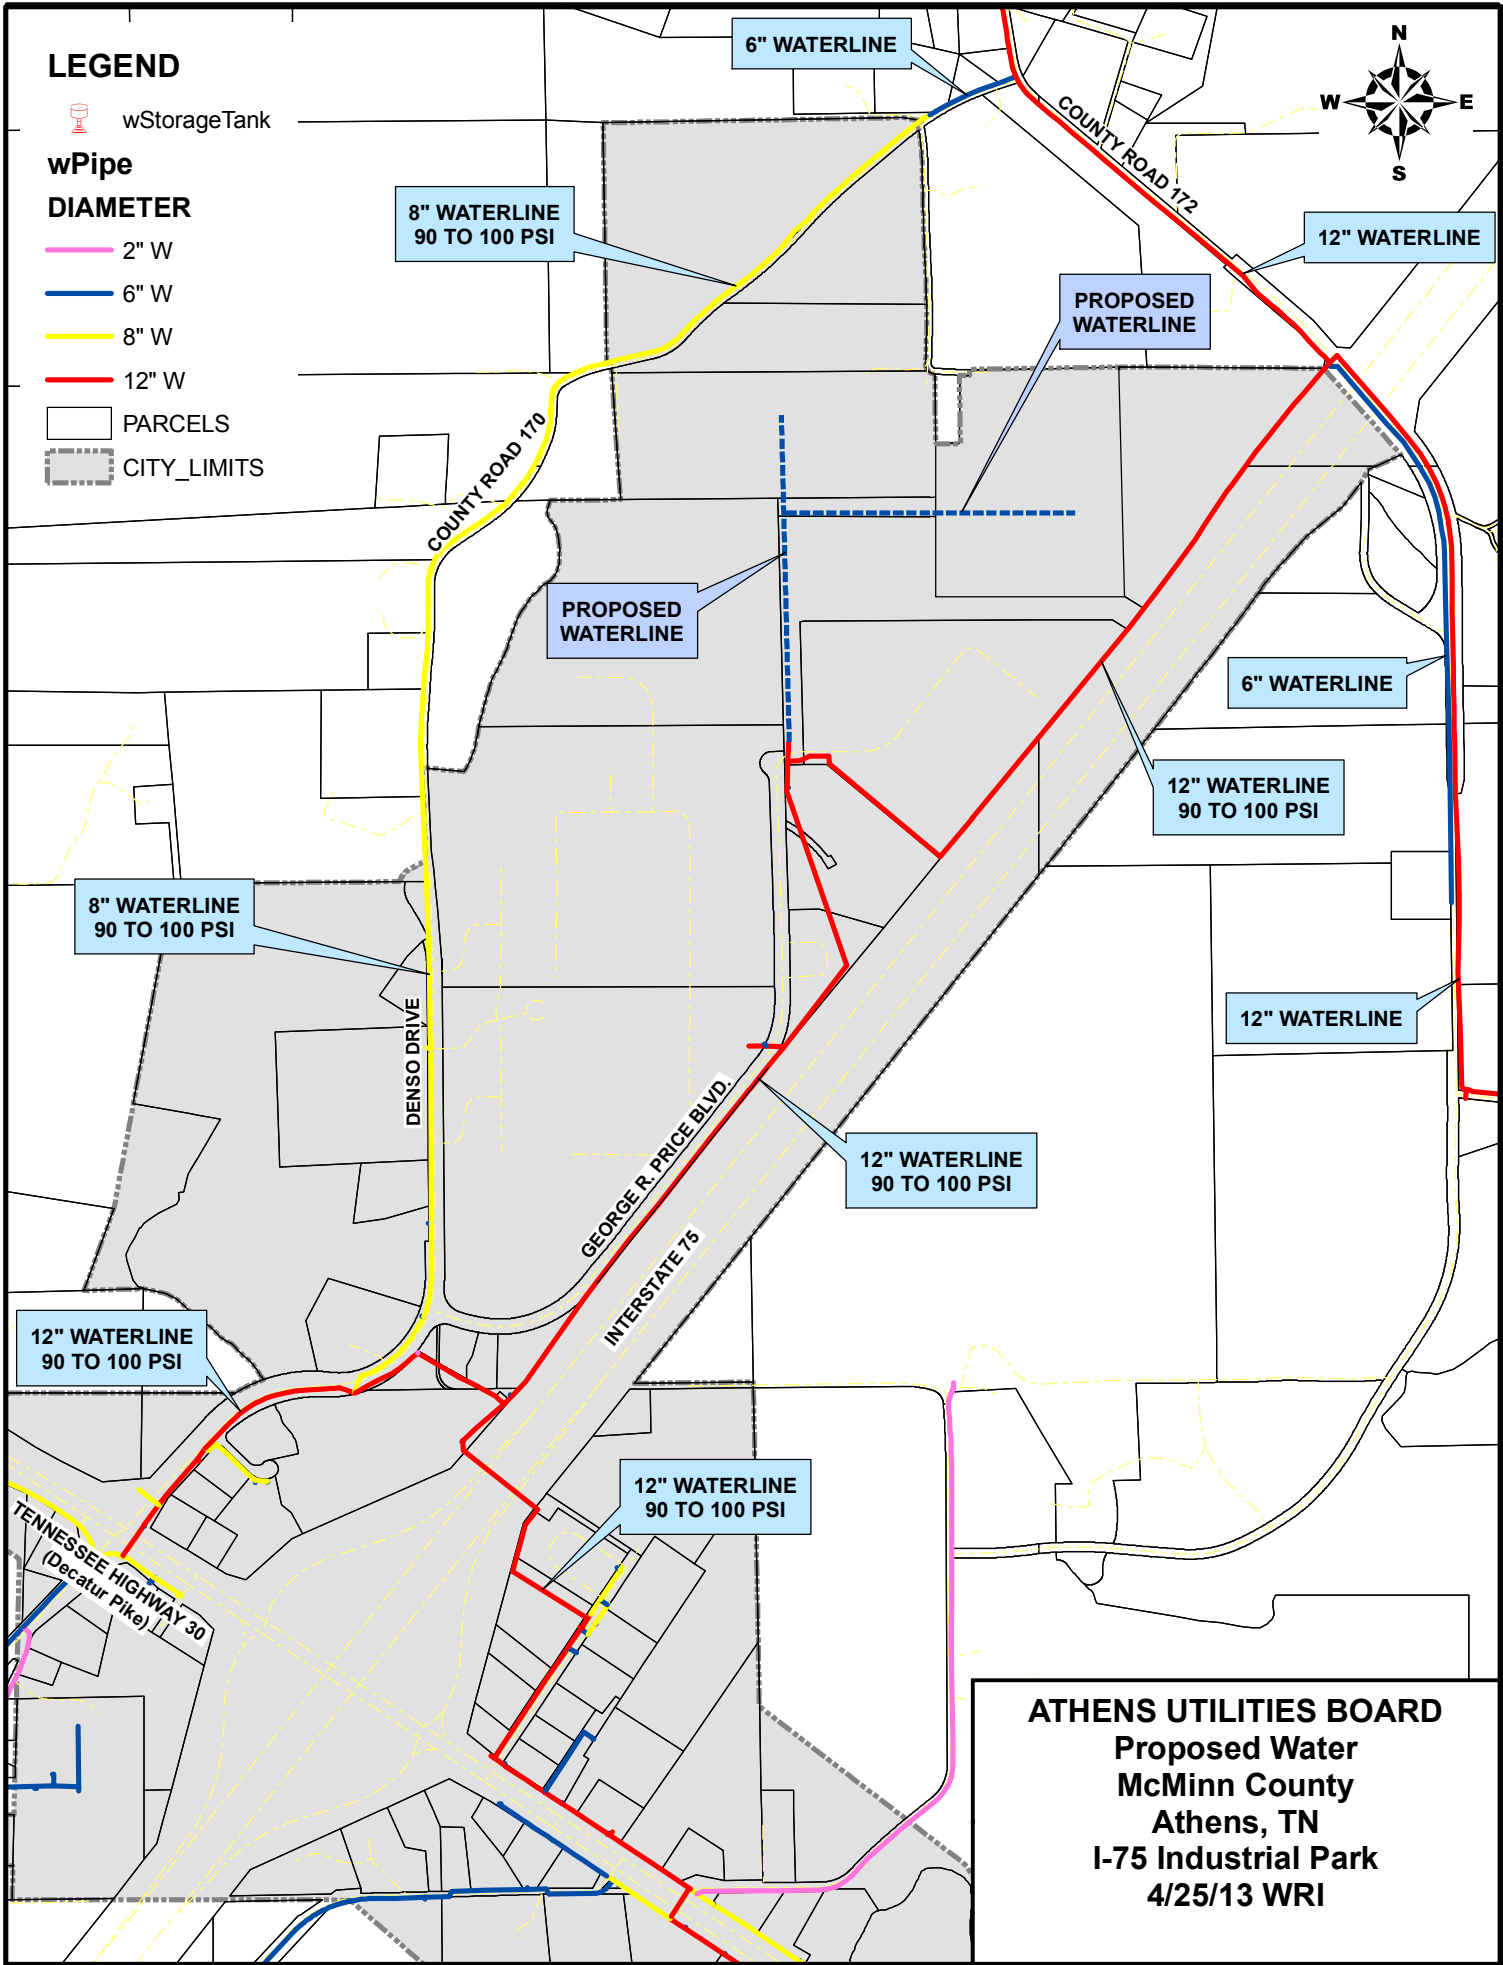 LEGEND
wStorageTank
wPipe
DIAMETER
2" W
6" W
8" W
12" W
PARCELS
CITY_LIMITS
6" WATERLINE
N
W
E
S
COUNTY ROAD 172
8" WATERLINE
90 TO 100 PSI
12" WATERLINE
PROPOSED
WATERLINE
COUNTY ROAD 170
PROPOSED
WATERLINE
6" WATERLINE
12" WATERLINE
90 TO 100 PSI
8" WATERLINE
90 TO 100 PSI
12" WATERLINE
DENSO DRIVE
GEORGE R. PRICE BLVD.
12" WATERLINE
90 TO 100 PSI
INTERSTATE 75
12" WATERLINE
90 TO 100 PSI
12" WATERLINE
90 TO 100 PSI
TENNESSEE HIGHWAY 30
(Decatur Pike)
ATHENS UTILITIES BOARD
Proposed Water
McMinn County
Athens, TN
I-75 Industrial Park
4/25/13 WRI